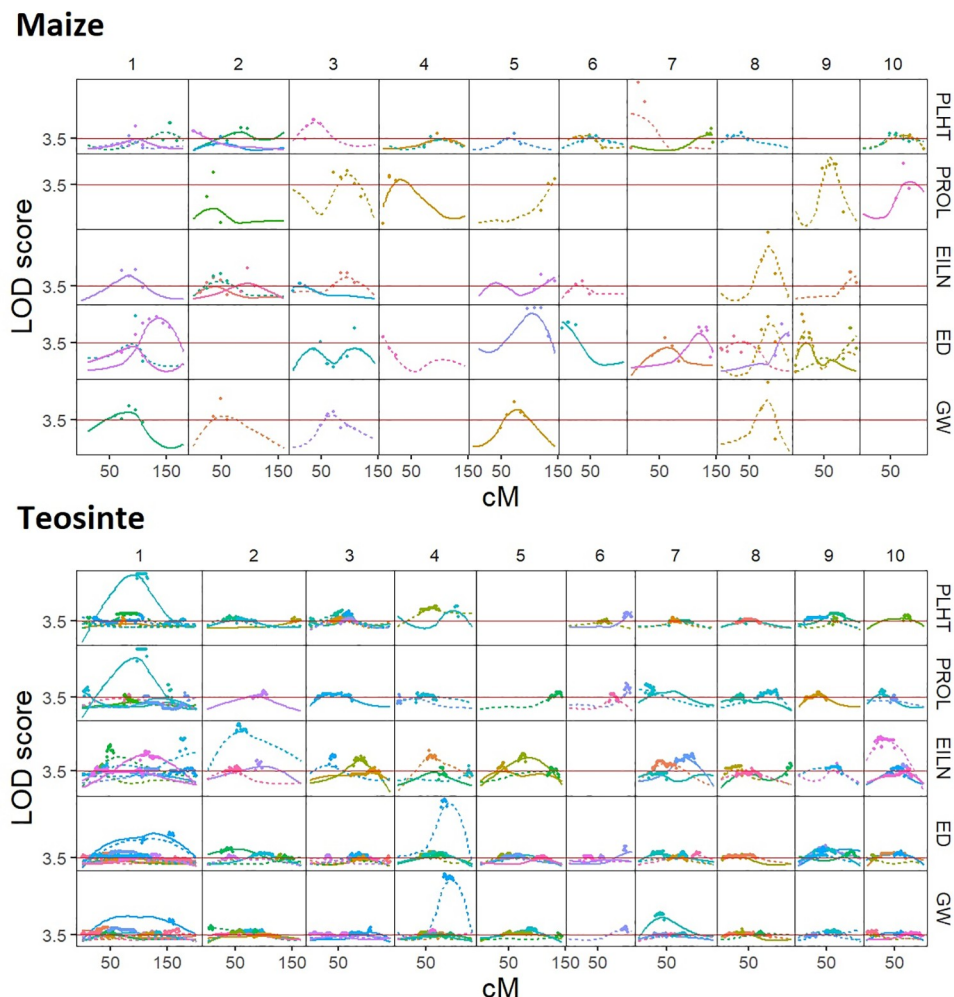 Maize
1 2 3 4 5 6 7 8 9 10
LOD score
3.5 PLHT
3.5 PROL
3.5 EILN
3.5 ED
3.5 GW
50 150 50 150 50 150 50 150 50 150 50 50 150 50 50 50
cM
Teosinte
1 2 3 4 5 6 7 8 9 10
LOD score
3.5 PLHT
3.5 PROL
3.5 EILN
3.5 ED
3.5 GW
50 150 50 150 50 50 50 150 50 50 50 50 50
cM